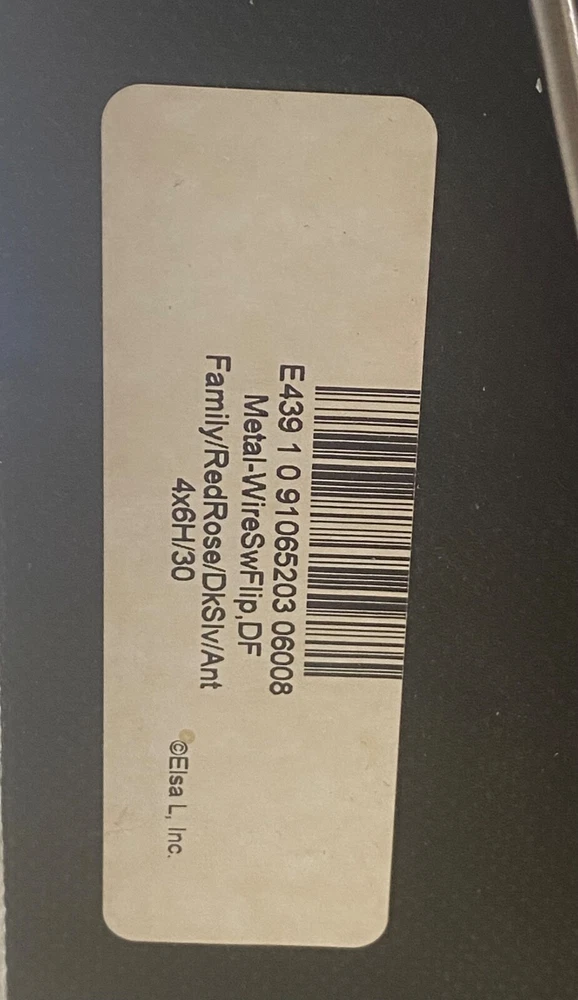 E439 1 0 91065203 06008
Metal-WireSwFlip,DF
Family/RedRose/DkSlv/Ant
4x6H/30
©Elsa L, Inc.